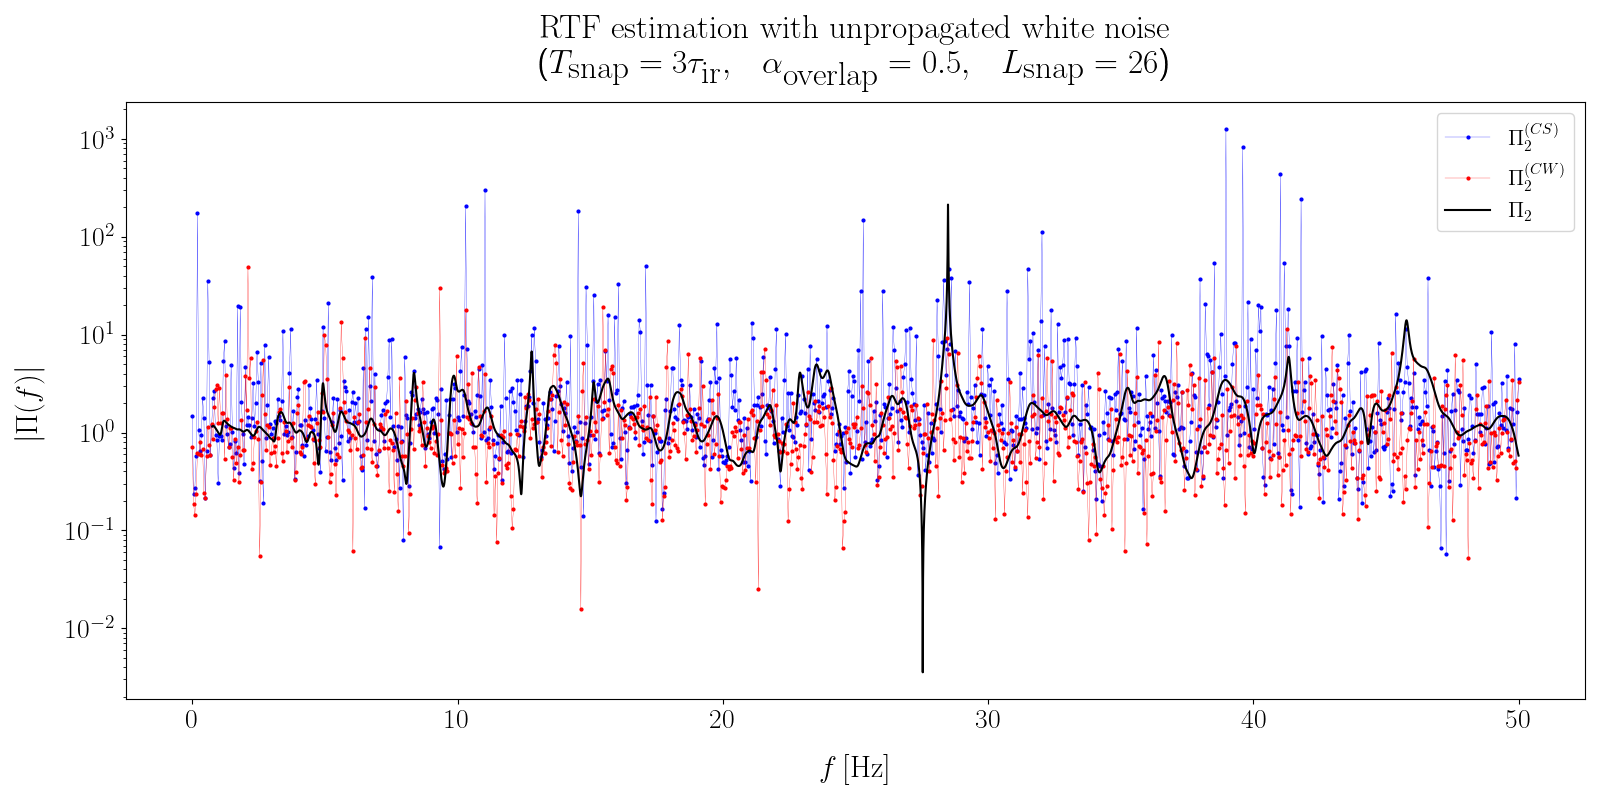 RTF estimation with unpropagated white noise
(T_snap = 3τ_ir, α_overlap = 0.5, L_snap = 26)
|Π(f)|
10^3
10^2
10^1
10^0
10^−1
10^−2
Π_2^(CS)
Π_2^(CW)
Π_2
0 10 20 30 40 50
f [Hz]